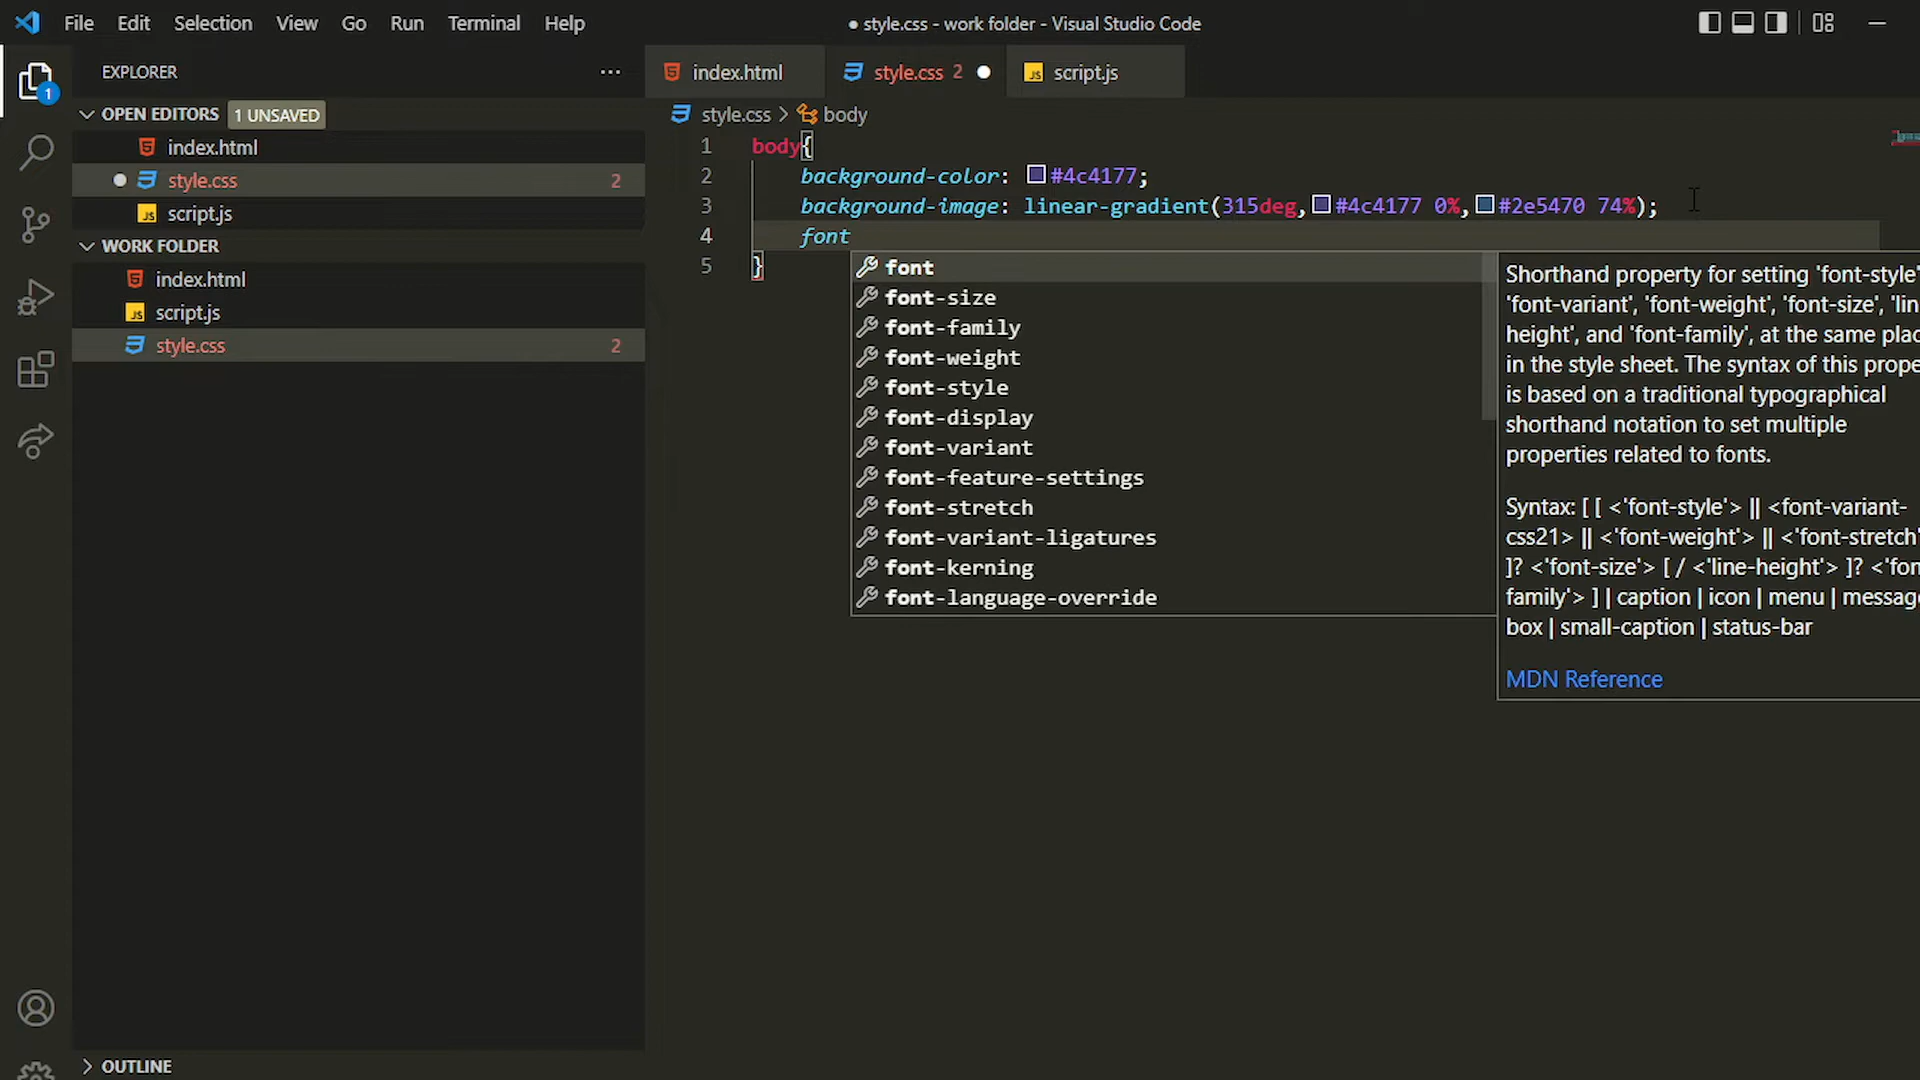 File Edit Selection View Go Run Terminal Help
● style.css - work folder - Visual Studio Code
EXPLORER
1
OPEN EDITORS 1 UNSAVED
index.html
style.css 2
script.js
WORK FOLDER
index.html
script.js
style.css 2
OUTLINE
index.html style.css 2 script.js
style.css > body
1 body{
2 background-color: #4c4177;
3 background-image: linear-gradient(315deg,#4c4177 0%,#2e5470 74%);
4 font
5 }
font
font-size
font-family
font-weight
font-style
font-display
font-variant
font-feature-settings
font-stretch
font-variant-ligatures
font-kerning
font-language-override
Shorthand property for setting 'font-style'
'font-variant', 'font-weight', 'font-size', 'lin
height', and 'font-family', at the same plac
in the style sheet. The syntax of this prope
is based on a traditional typographical
shorthand notation to set multiple
properties related to fonts.
Syntax: [ [ <'font-style'> || <font-variant-
css21> || <'font-weight'> || <'font-stretch'
]? <'font-size'> [ / <'line-height'> ]? <'fon
family'> ] | caption | icon | menu | messag
box | small-caption | status-bar
MDN Reference